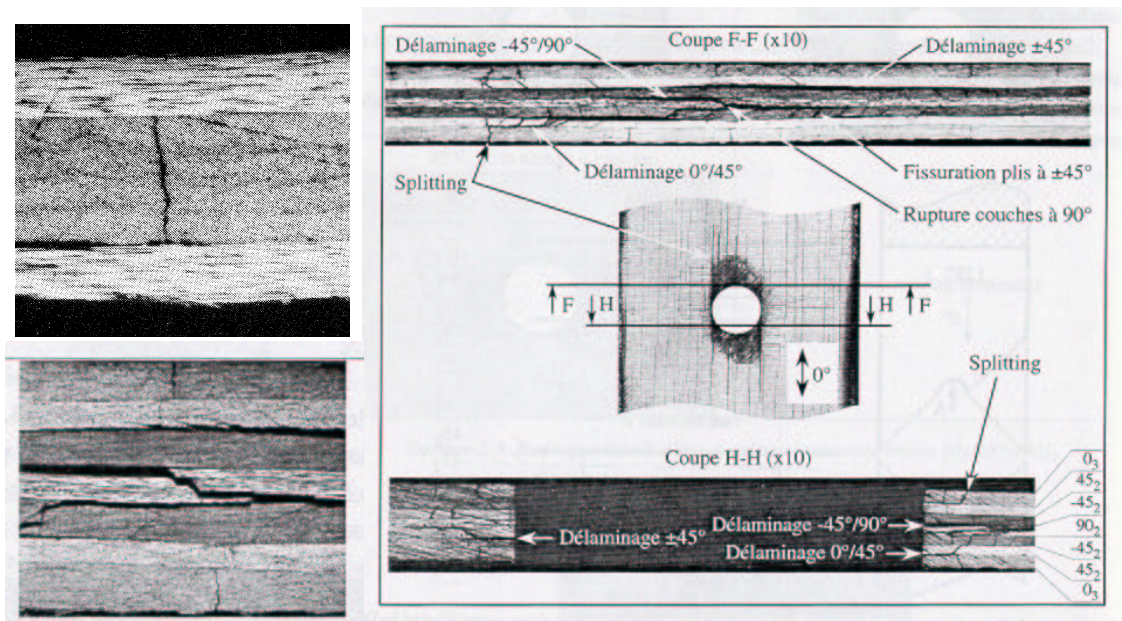 Coupe F-F (x10)
Délaminage -45°/90°
Délaminage ±45°
Splitting
Délaminage 0°/45°
Fissuration plis à ±45°
Rupture couches à 90°
F
H
H
F
0°
Splitting
Coupe H-H (x10)
Délaminage ±45°
Délaminage -45°/90°
Délaminage 0°/45°
0₃
45₂
-45₂
90₂
-45₂
45₂
0₃